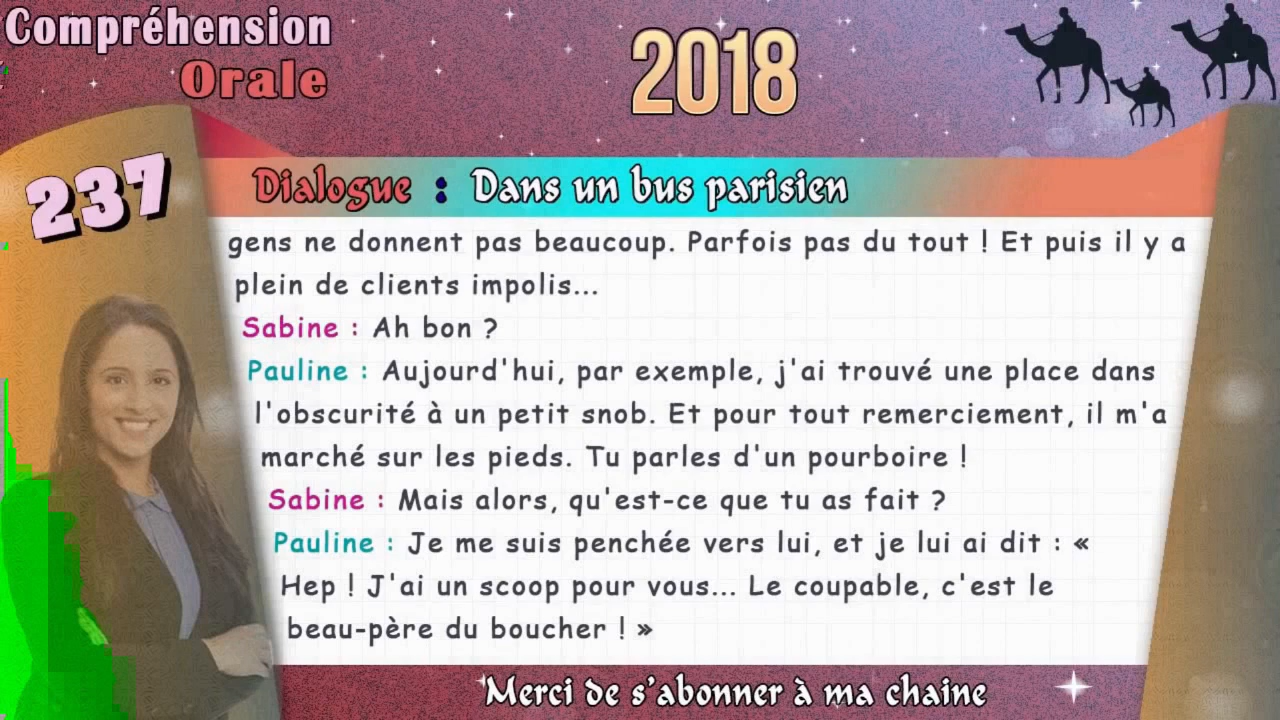 Compréhension
Orale
2018
237
Dialogue : Dans un bus parisien
gens ne donnent pas beaucoup. Parfois pas du tout ! Et puis il y a
plein de clients impolis...
Sabine : Ah bon ?
Pauline : Aujourd'hui, par exemple, j'ai trouvé une place dans
l'obscurité à un petit snob. Et pour tout remerciement, il m'a
marché sur les pieds. Tu parles d'un pourboire !
Sabine : Mais alors, qu'est-ce que tu as fait ?
Pauline : Je me suis penchée vers lui, et je lui ai dit : «
Hep ! J'ai un scoop pour vous... Le coupable, c'est le
beau-père du boucher ! »
Merci de s'abonner à ma chaine